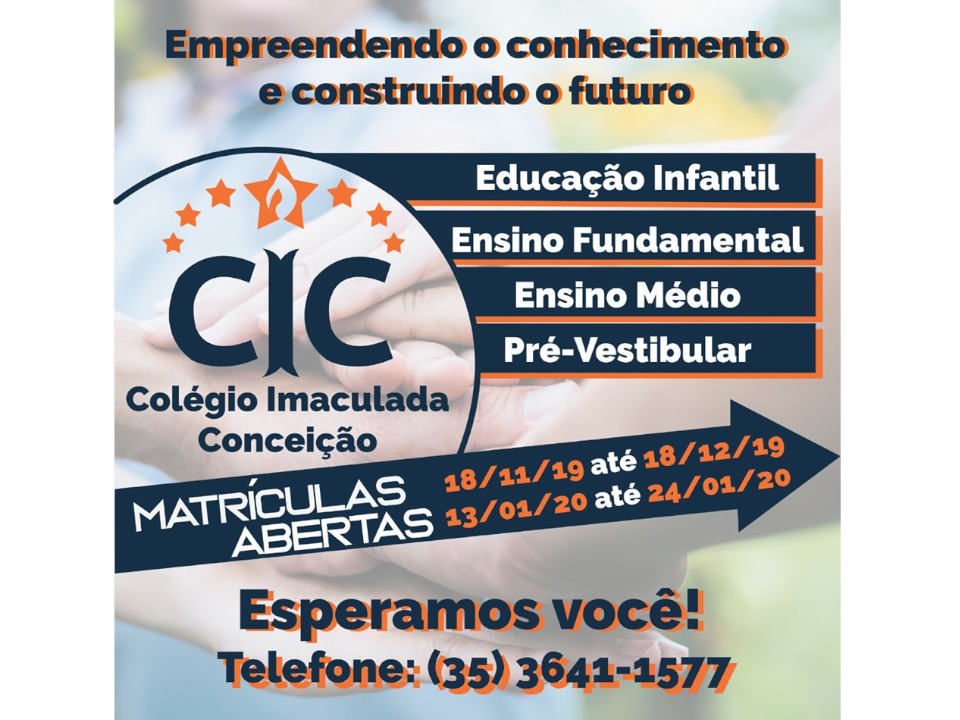 Empreendendo o conhecimento
e construindo o futuro
CIC
Colégio Imaculada
Conceição
Educação Infantil
Ensino Fundamental
Ensino Médio
Pré-Vestibular
MATRÍCULAS
ABERTAS
18/11/19 até 18/12/19
13/01/20 até 24/01/20
Esperamos você!
Telefone: (35) 3641-1577